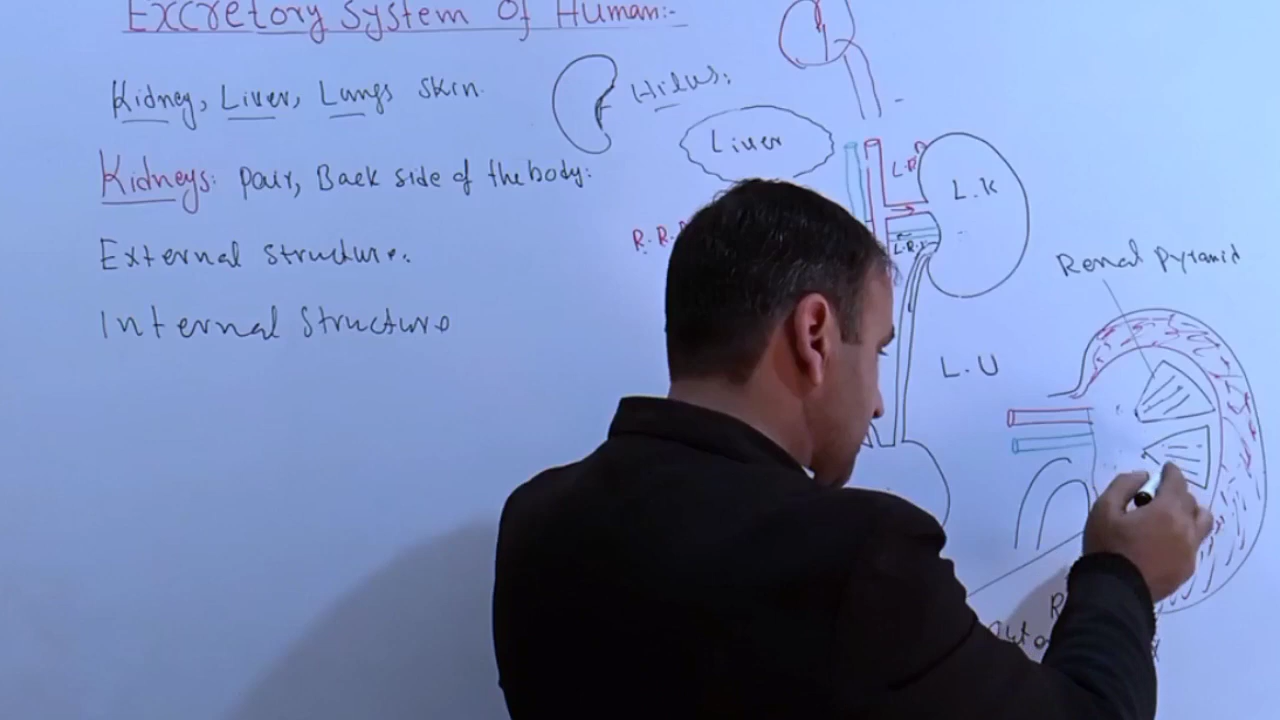 Excretory System of Human:-
Kidney, Liver, Lungs Skin.
Hilus:
Kidneys: Pair, Back side of the body:
Liver
L.K
External Structure.
R.R.
L.R.
Internal Structure
Renal Pyramid
L.U